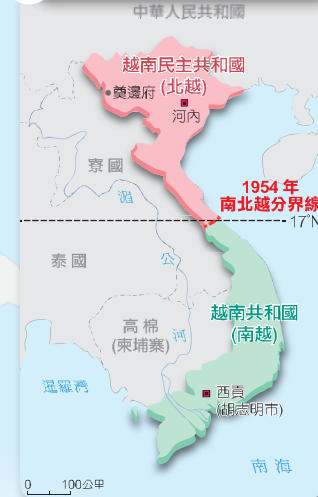 中華人民共和國
越南民主共和國
(北越)
奠邊府
河內
寮國
湄
1954 年
南北越分界線
17°N
泰國
公
越南共和國
(南越)
高棉
(柬埔寨)
河
暹羅灣
西貢
(胡志明市)
南海
0 100公里